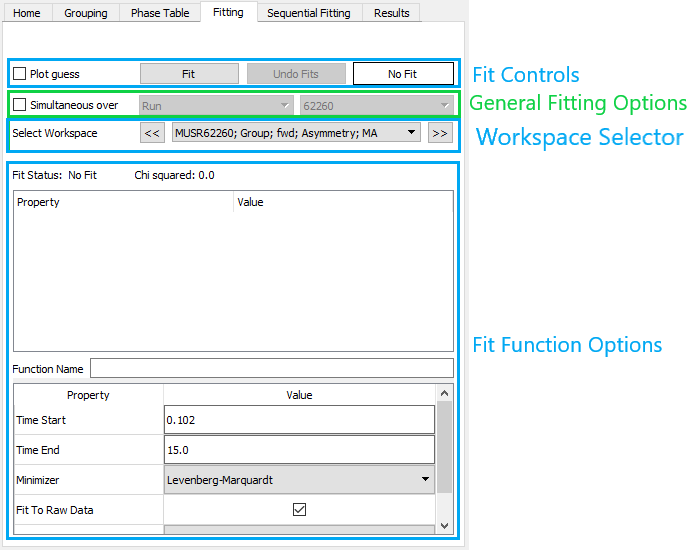 Home Grouping Phase Table Fitting Sequential Fitting Results
Plot guess Fit Undo Fits No Fit Fit Controls
Simultaneous over Run 62260 General Fitting Options
Select Workspace << MUSR62260; Group; fwd; Asymmetry; MA >> Workspace Selector
Fit Status: No Fit Chi squared: 0.0
Property Value
Fit Function Options
Function Name
Property Value
Time Start 0.102
Time End 15.0
Minimizer Levenberg-Marquardt
Fit To Raw Data